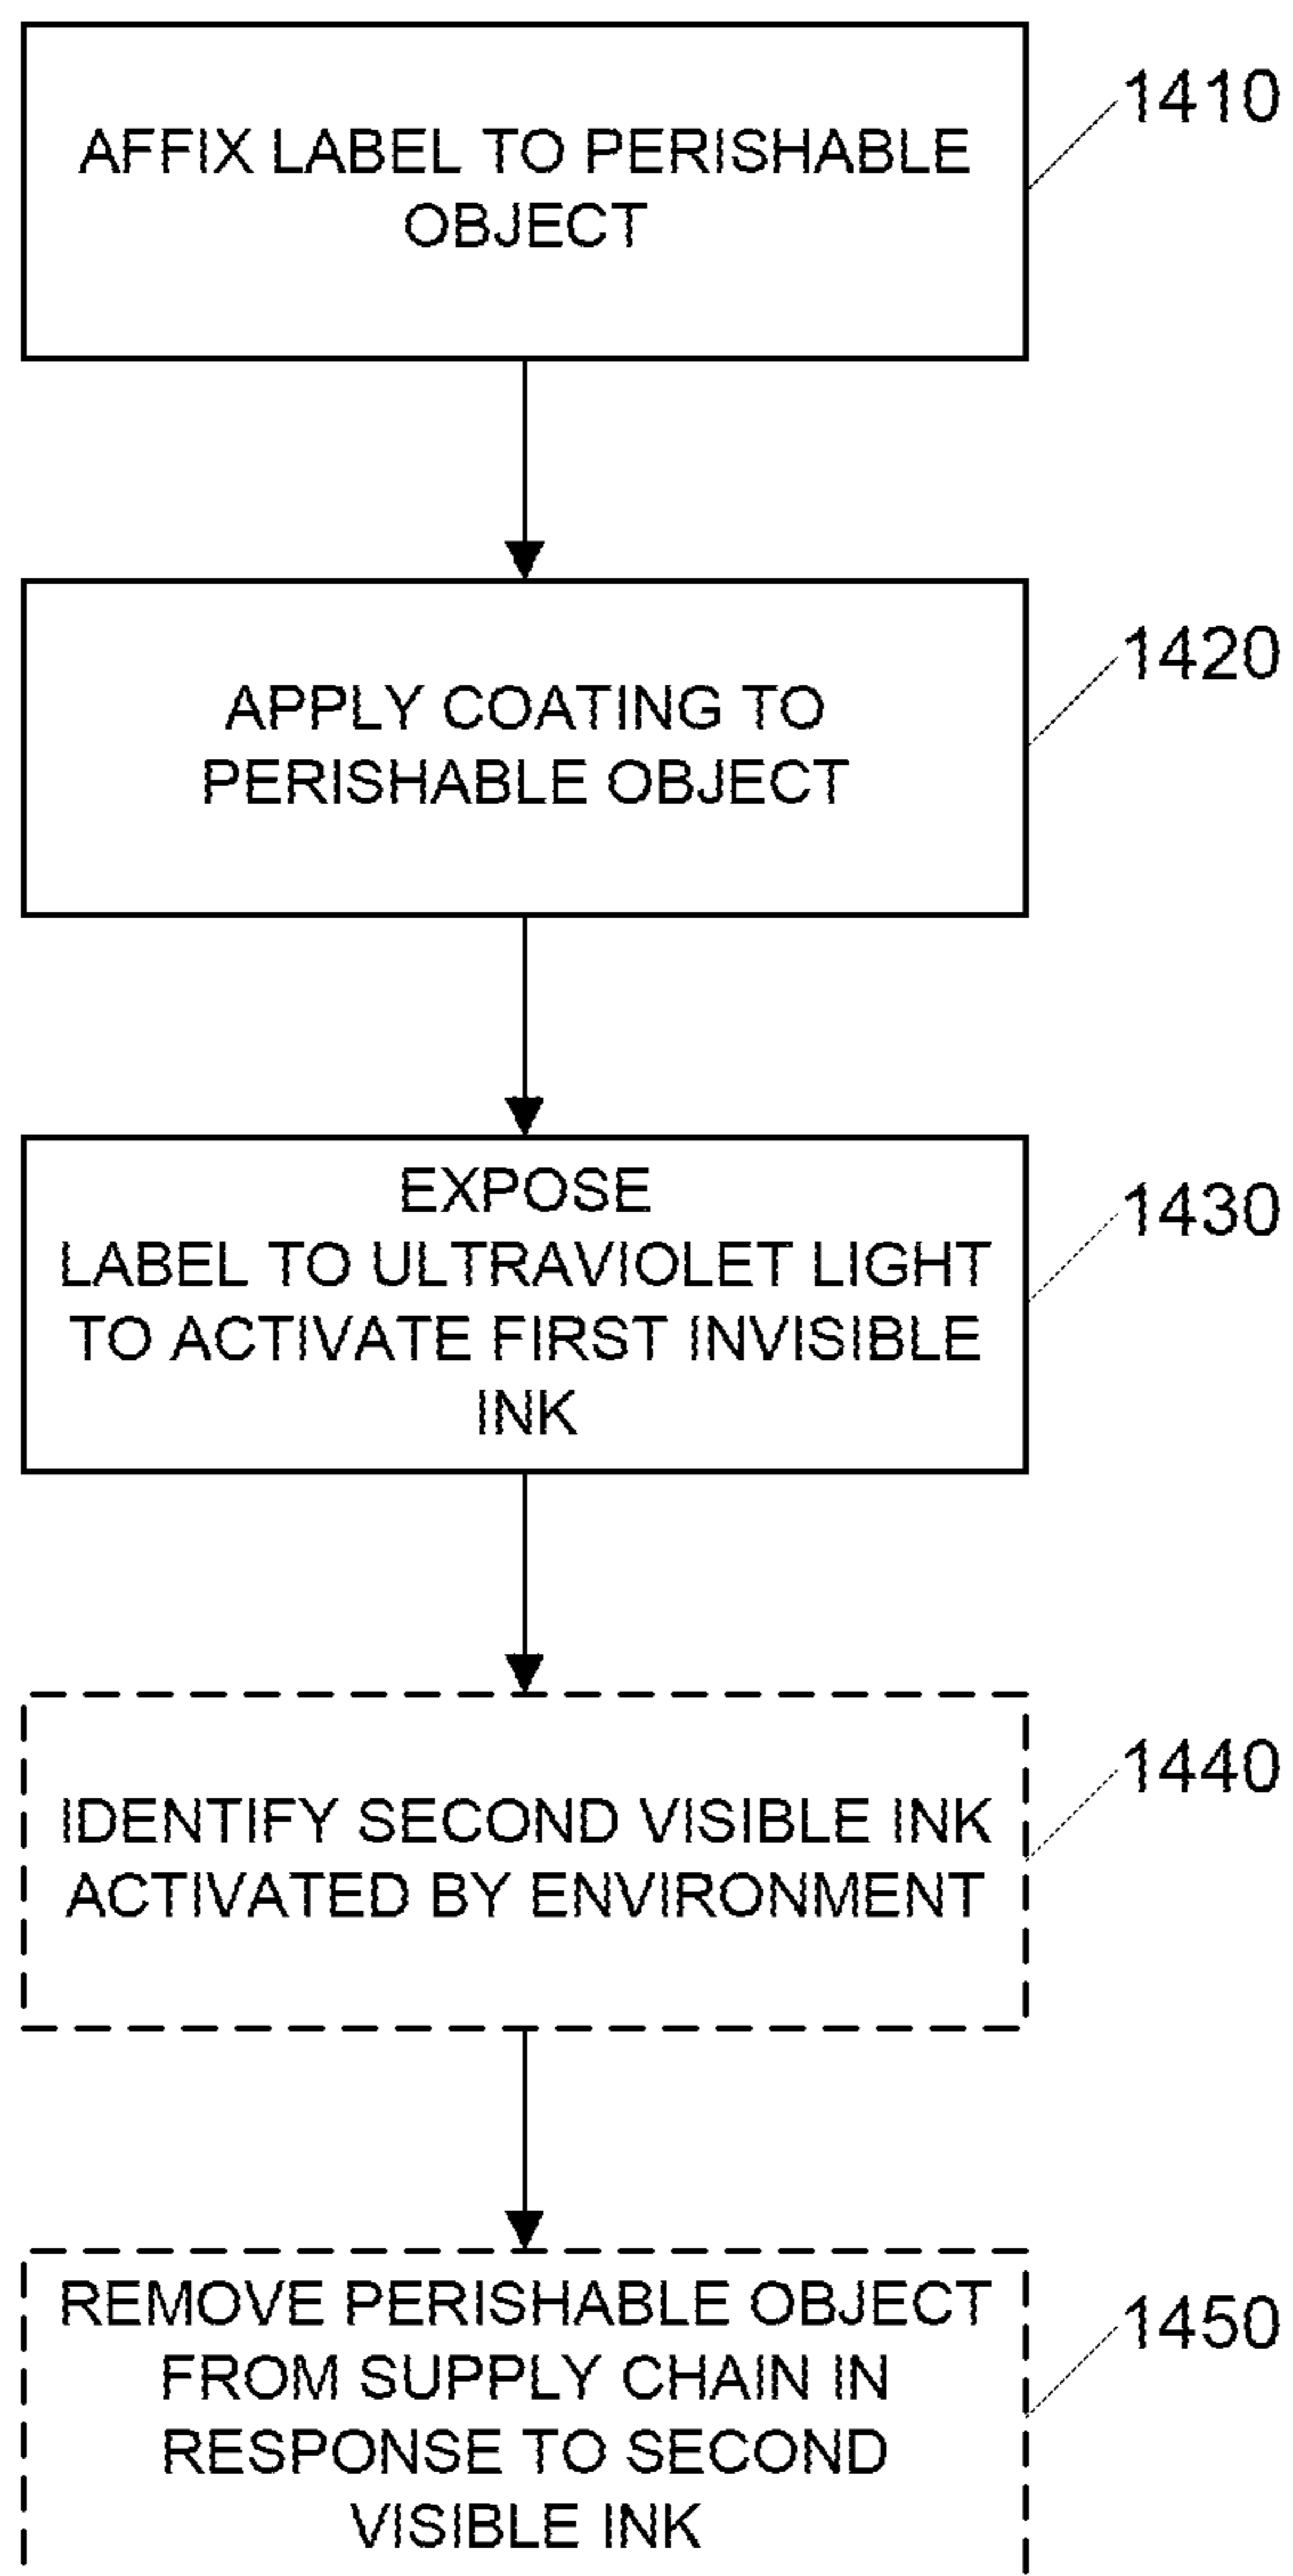 1410
AFFIX LABEL TO PERISHABLE
OBJECT
1420
APPLY COATING TO
PERISHABLE OBJECT
1430
EXPOSE
LABEL TO ULTRAVIOLET LIGHT
TO ACTIVATE FIRST INVISIBLE
INK
1440
IDENTIFY SECOND VISIBLE INK
ACTIVATED BY ENVIRONMENT
1450
REMOVE PERISHABLE OBJECT
FROM SUPPLY CHAIN IN
RESPONSE TO SECOND
VISIBLE INK